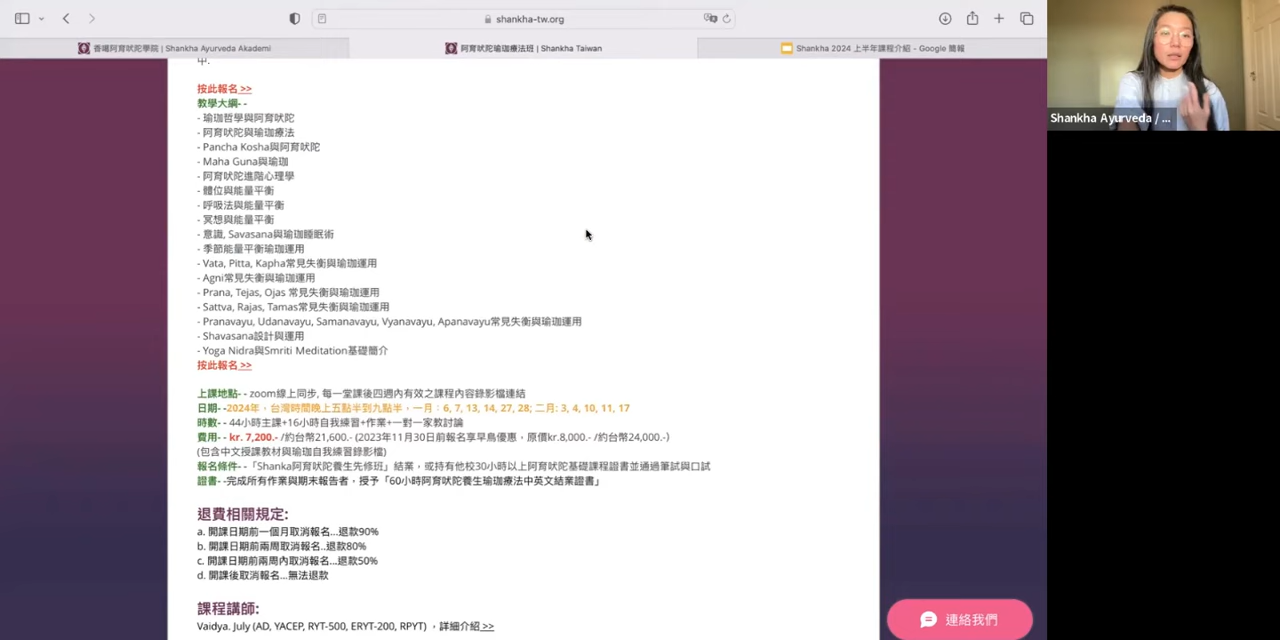 shankha-tw.org
香曍阿育吠陀學院 | Shankha Ayurveda Akademi
阿育吠陀瑜珈療法班 | Shankha Taiwan
Shankha 2024 上半年課程介紹 - Google 簡報
Shankha Ayurveda / ...
按此報名 >>
教學大綱- -
- 瑜珈哲學與阿育吠陀
- 阿育吠陀與瑜珈療法
- Pancha Kosha與阿育吠陀
- Maha Guna與瑜珈
- 阿育吠陀進階心理學
- 體位與能量平衡
- 呼吸法與能量平衡
- 冥想與能量平衡
- 意識, Savasana與瑜珈睡眠術
- 季節能量平衡瑜珈運用
- Vata, Pitta, Kapha常見失衡與瑜珈運用
- Agni常見失衡與瑜珈運用
- Prana, Tejas, Ojas 常見失衡與瑜珈運用
- Sattva, Rajas, Tamas常見失衡與瑜珈運用
- Pranavayu, Udanavayu, Samanavayu, Vyanavayu, Apanavayu常見失衡與瑜珈運用
- Shavasana設計與運用
- Yoga Nidra與Smriti Meditation基礎簡介
按此報名 >>
上課地點- - zoom線上同步, 每一堂課後四週內有效之課程內容錄影檔連結
日期- -2024年，台灣時間晚上五點半到九點半，一月：6, 7, 13, 14, 27, 28; 二月: 3, 4, 10, 11, 17
時數- - 44小時主課+16小時自我練習+作業+一對一家教討論
費用- - kr. 7,200.- /約台幣21,600.- (2023年11月30日前報名享早鳥優惠，原價kr.8,000.- /約台幣24,000.-)
(包含中文授課教材與瑜珈自我練習錄影檔)
報名條件- -「Shanka阿育吠陀養生先修班」結業，或持有他校30小時以上阿育吠陀基礎課程證書並通過筆試與口試
證書- -完成所有作業與期末報告者，授予「60小時阿育吠陀養生瑜珈療法中英文結業證書」
退費相關規定:
a. 開課日期前一個月取消報名...退款90%
b. 開課日期前兩周取消報名..退款80%
c. 開課日期前兩周內取消報名...退款50%
d. 開課後取消報名...無法退款
課程講師:
Vaidya. July (AD, YACEP, RYT-500, ERYT-200, RPYT) ，詳細介紹 >>
連絡我們